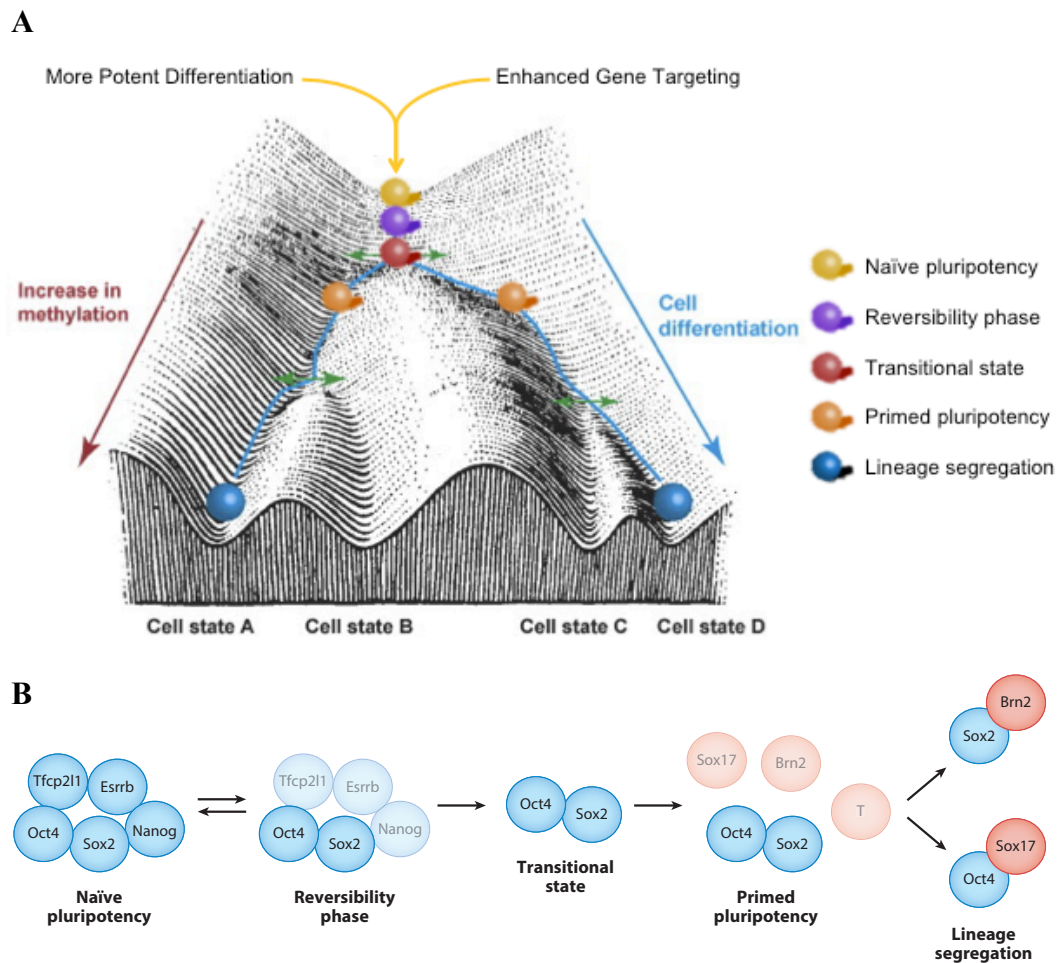 A
More Potent Differentiation
Enhanced Gene Targeting
Increase in
methylation
Cell
differentiation
Naïve pluripotency
Reversibility phase
Transitional state
Primed pluripotency
Lineage segregation
Cell state A
Cell state B
Cell state C
Cell state D
B
Tfcp2l1
Esrrb
Oct4
Sox2
Nanog
Naïve
pluripotency
Tfcp2l1
Esrrb
Oct4
Sox2
Nanog
Reversibility
phase
Oct4
Sox2
Transitional
state
Sox17
Brn2
T
Oct4
Sox2
Primed
pluripotency
Brn2
Sox2
Sox17
Oct4
Lineage
segregation